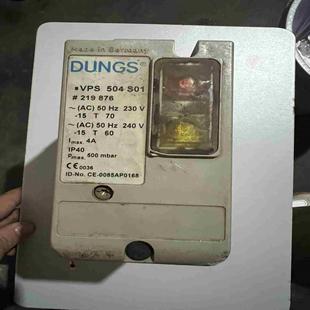 Made in Germany
DUNGS®
▪VPS 504 S01
# 219 876
~ (AC) 50 Hz 230 V
-15 T 70
~ (AC) 50 Hz 240 V
-15 T 60
Imax. 4A
IP40
Pmax. 500 mbar
CE 0036
ID-No. CE-0085AP0168